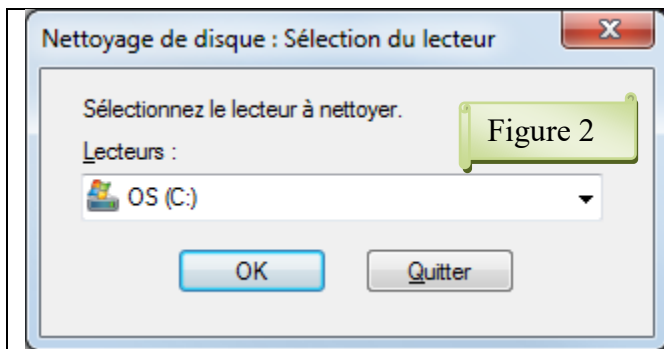 Nettoyage de disque : Sélection du lecteur
Sélectionnez le lecteur à nettoyer.
Figure 2
Lecteurs :
OS (C:)
OK
Quitter